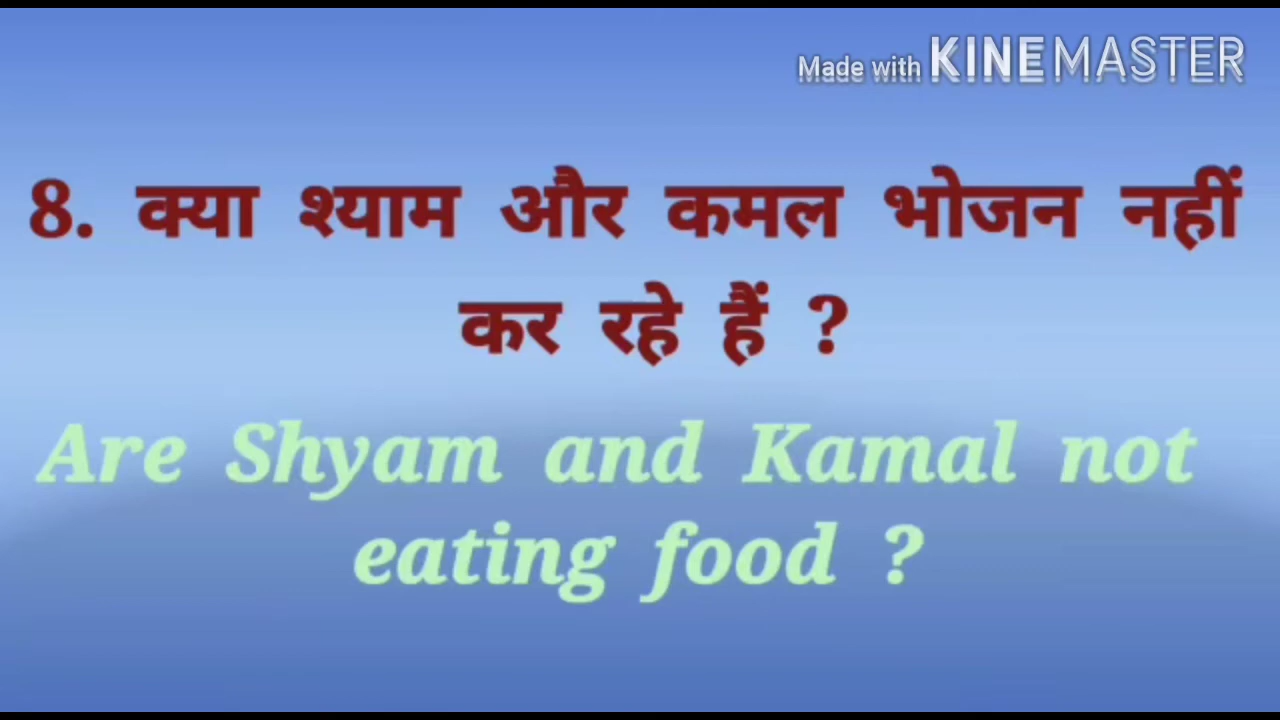 Made with KINEMASTER
8. क्या श्याम और कमल भोजन नहीं
कर रहे हैं ?
Are Shyam and Kamal not
eating food ?